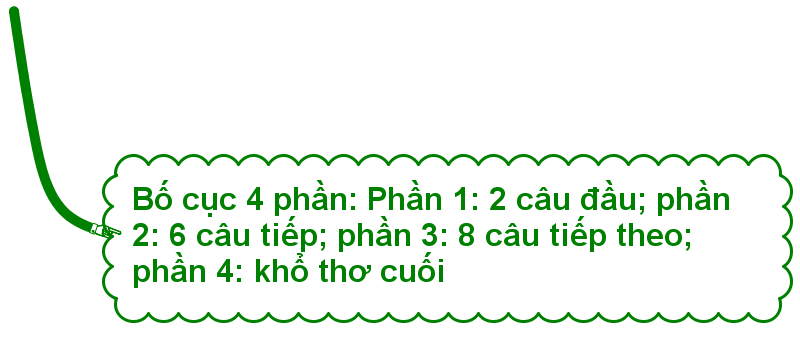 Bố cục 4 phần: Phần 1: 2 câu đầu; phần
2: 6 câu tiếp; phần 3: 8 câu tiếp theo;
phần 4: khổ thơ cuối